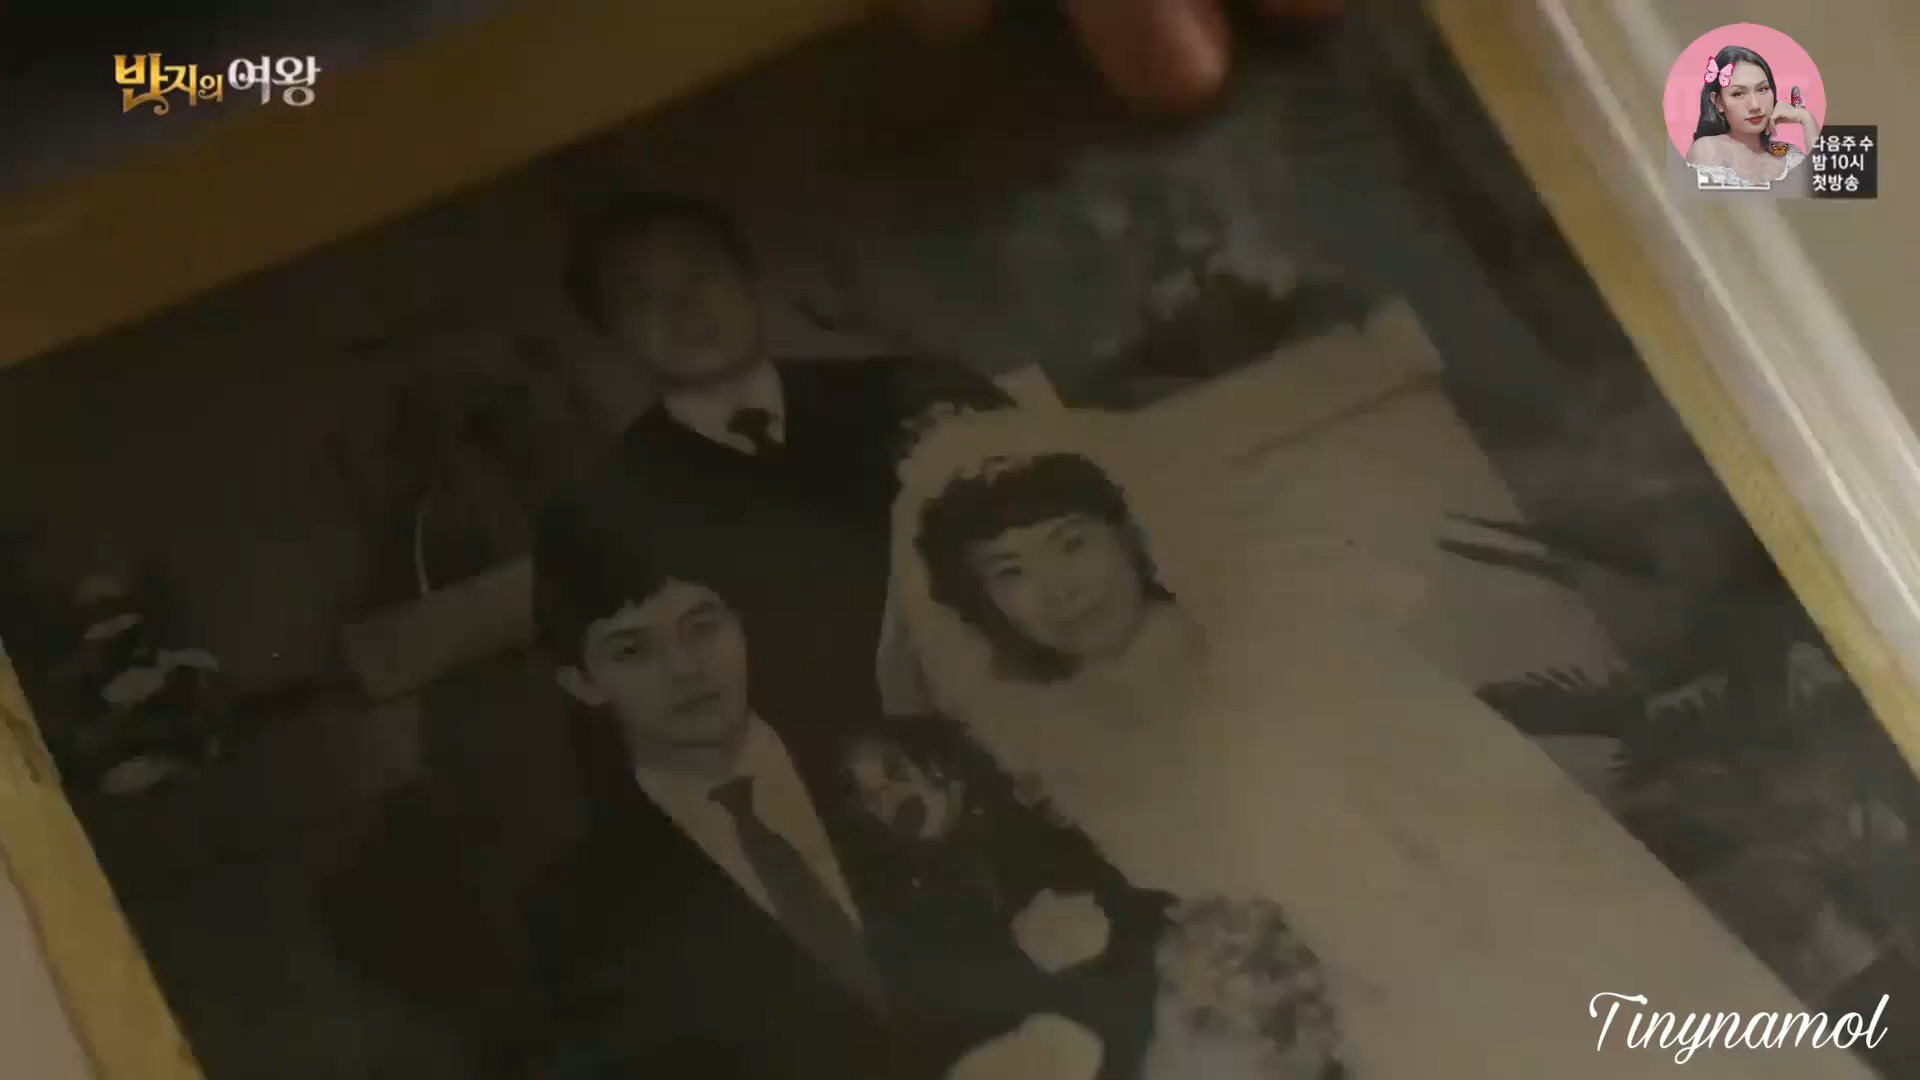 반지의 여왕
다음주 수
밤 10시
첫방송
Tinynamol